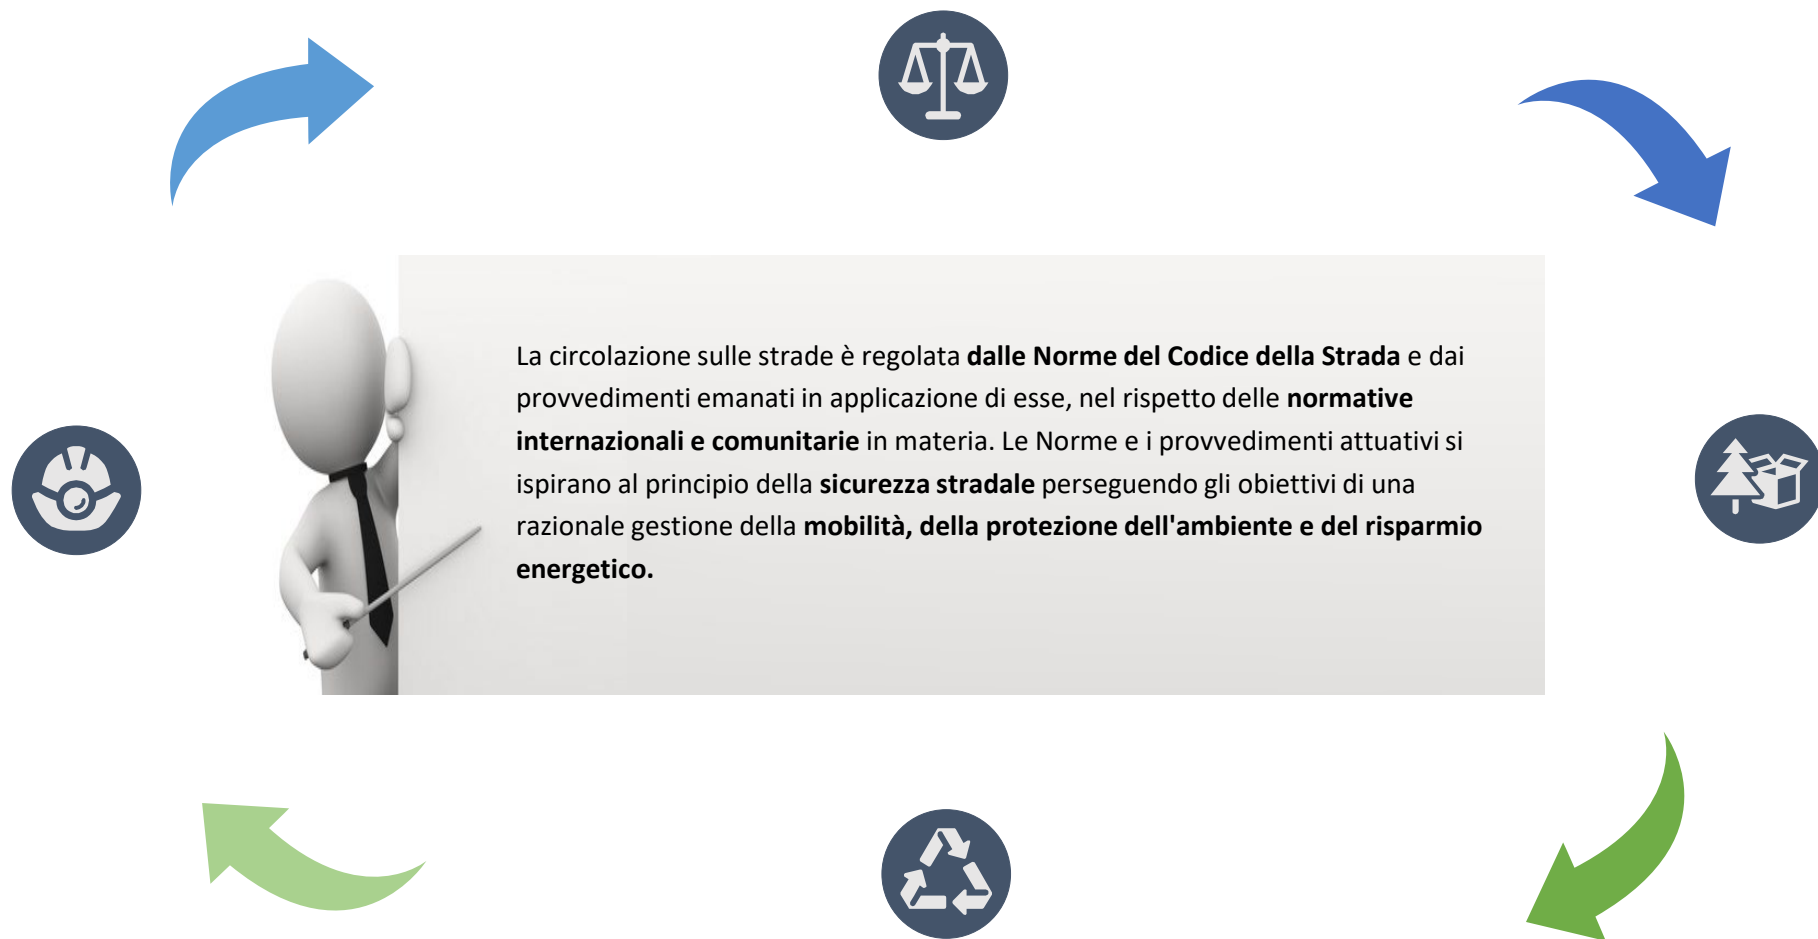 La circolazione sulle strade è regolata dalle Norme del Codice della Strada e dai
provvedimenti emanati in applicazione di esse, nel rispetto delle normative
internazionali e comunitarie in materia. Le Norme e i provvedimenti attuativi si
ispirano al principio della sicurezza stradale perseguendo gli obiettivi di una
razionale gestione della mobilità, della protezione dell'ambiente e del risparmio
energetico.